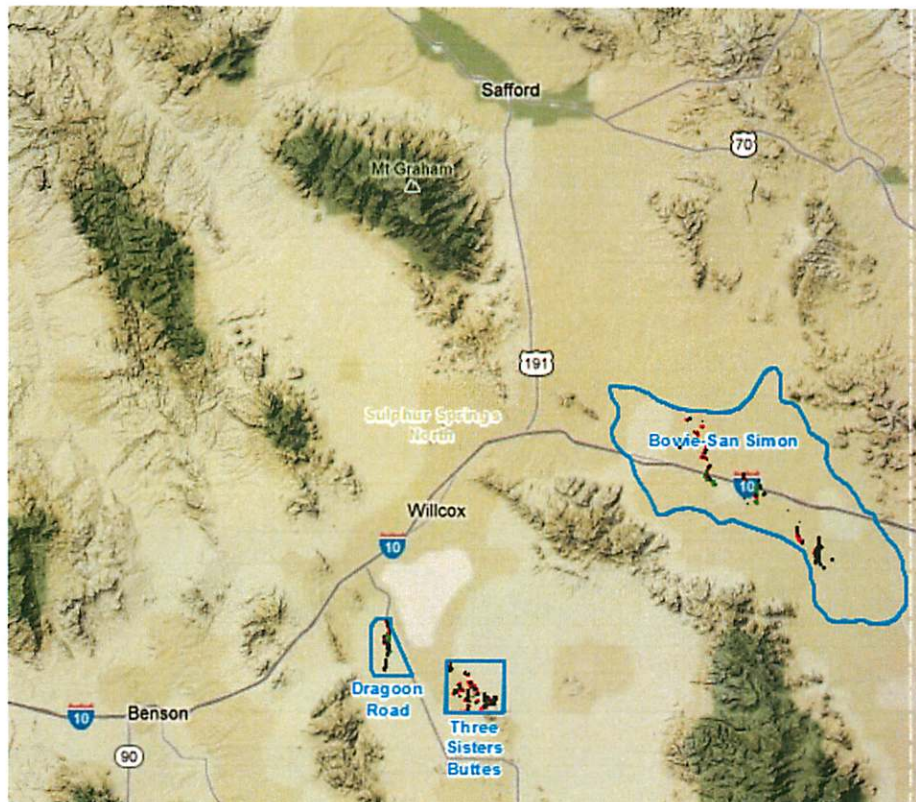 Safford
Mt Graham
70
191
Sulphur Springs
North
Bowie-San Simon
10
Willcox
10
Dragoon
Road
Three
Sisters
Buttes
10
Benson
90